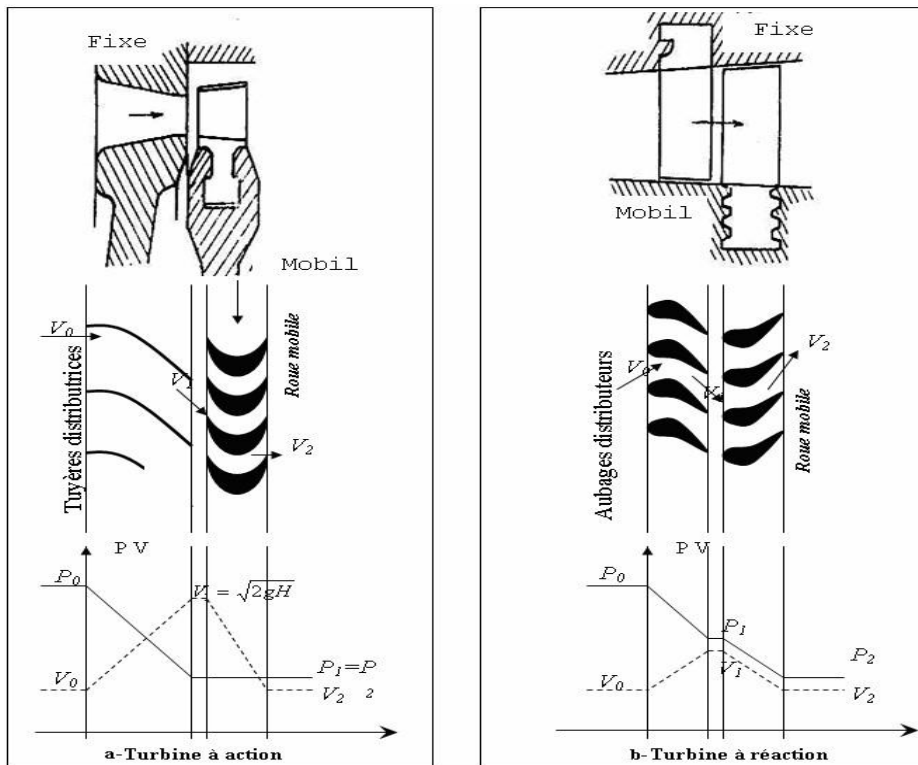 Fixe
Mobil
V₀
V₁
V₂
Tuyères distributrices
Roue mobile
P V
P₀
V₁ = √2gH
V₀
P₁=P₂
V₂
a-Turbine à action
Fixe
Mobil
V₀
V₁
V₂
Aubages distributeurs
Roue mobile
P V
P₀
P₁
V₁
P₂
V₀
V₂
b-Turbine à réaction